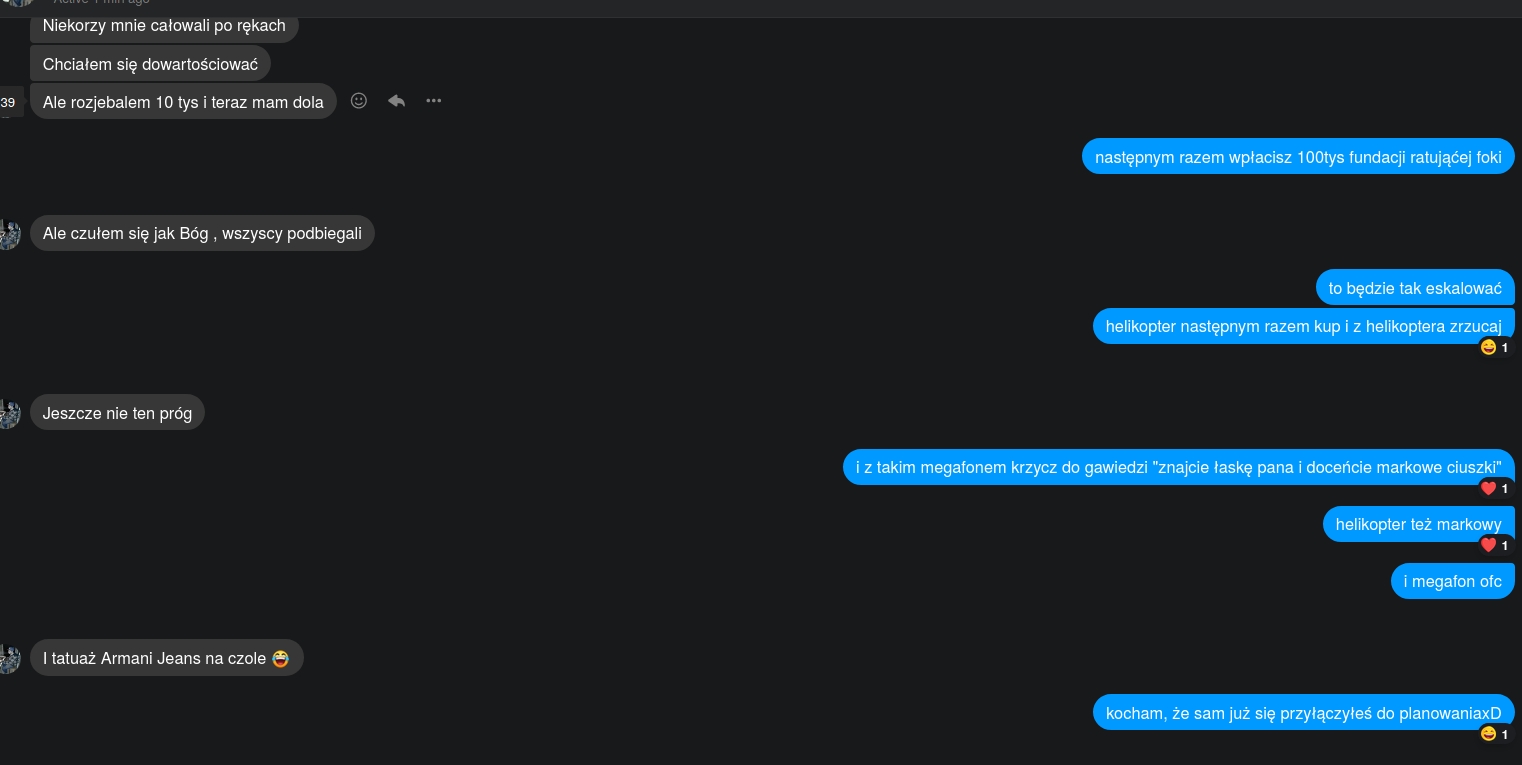 Active 1 min ago
Niekorzy mnie całowali po rękach
Chciałem się dowartościować
39
Ale rozjebalem 10 tys i teraz mam dola
następnym razem wpłacisz 100tys fundacji ratująćej foki
Ale czułem się jak Bóg , wszyscy podbiegali
to będzie tak eskalować
helikopter następnym razem kup i z helikoptera zrzucaj
1
Jeszcze nie ten próg
i z takim megafonem krzycz do gawiedzi "znajcie łaskę pana i doceńcie markowe ciuszki"
1
helikopter też markowy
1
i megafon ofc
I tatuaż Armani Jeans na czole 😂
kocham, że sam już się przyłączyłeś do planowaniaxD
1